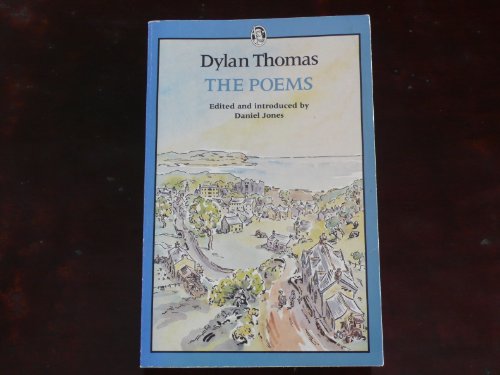 Dylan Thomas
THE POEMS
Edited and introduced by
Daniel Jones